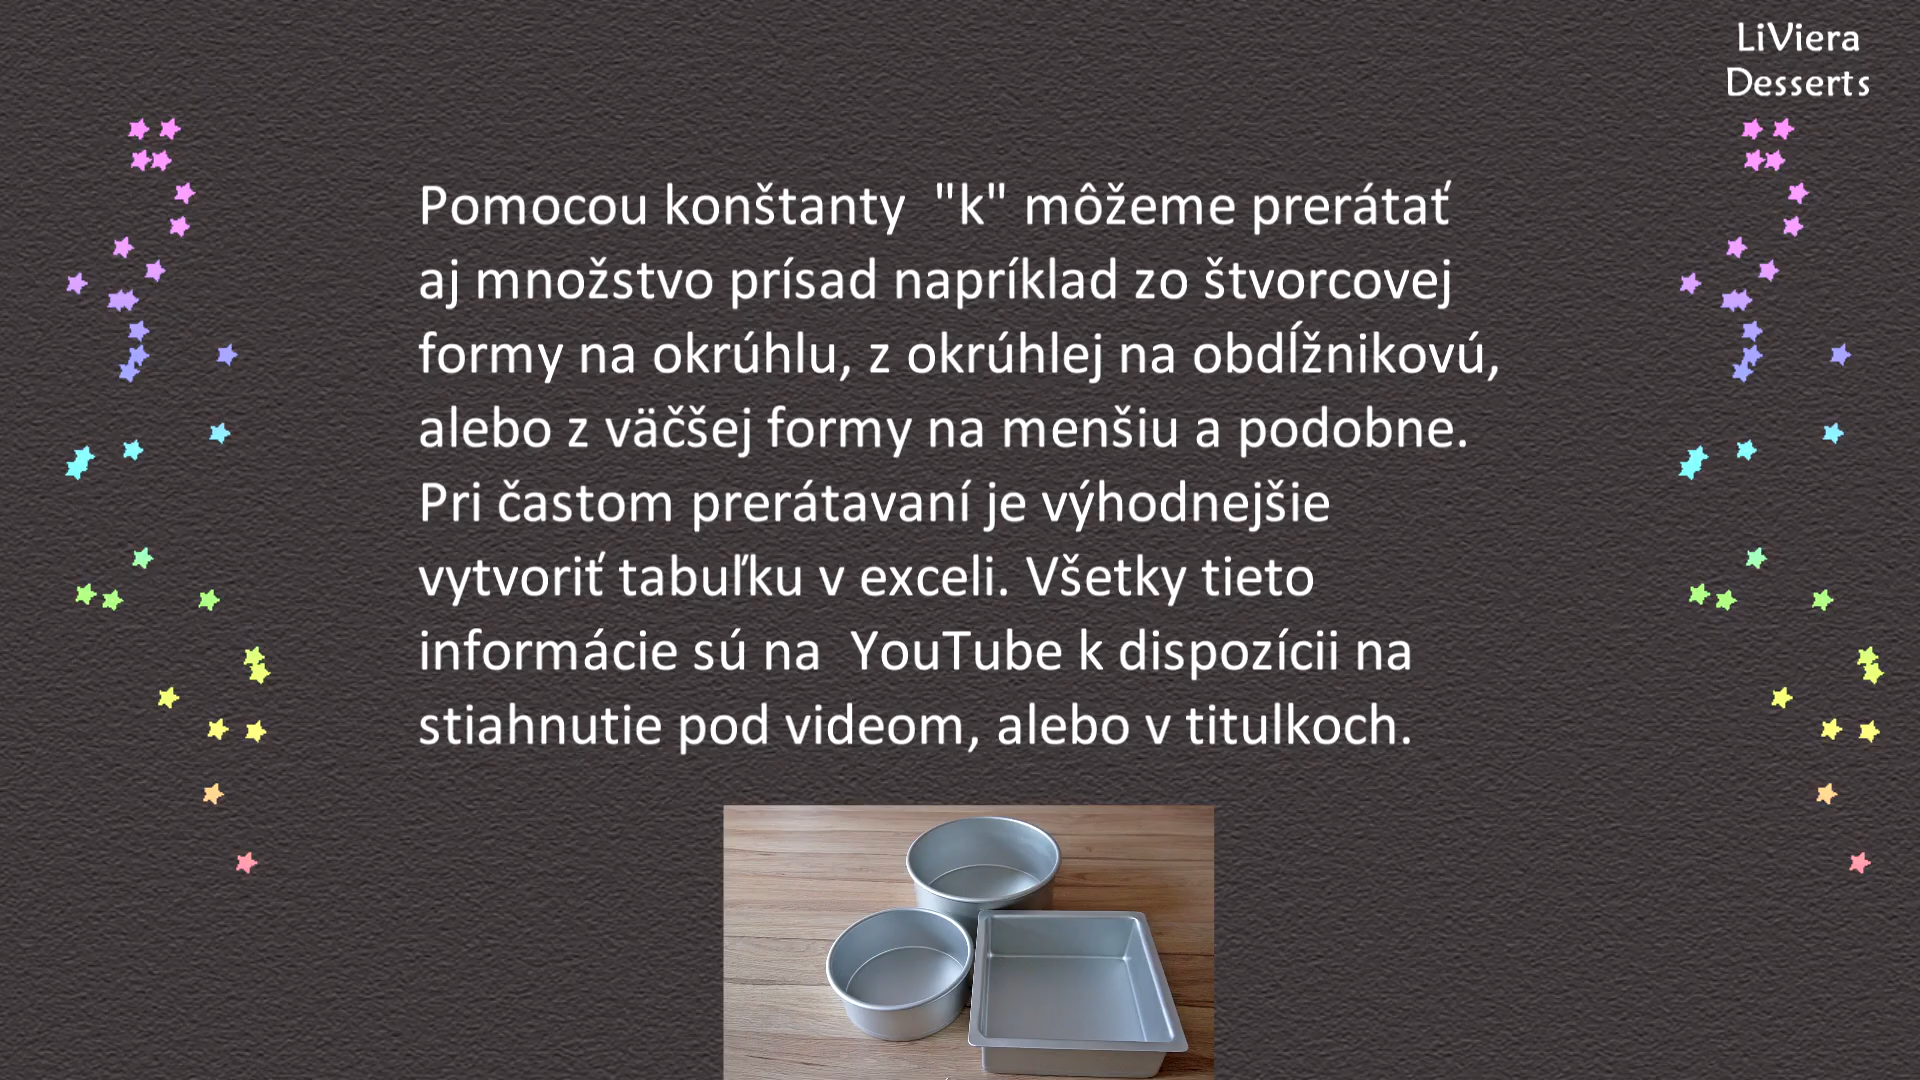 LiViera
Desserts
Pomocou konštanty  "k" môžeme prerátať
aj množstvo prísad napríklad zo štvorcovej
formy na okrúhlu, z okrúhlej na obdĺžnikovú,
alebo z väčšej formy na menšiu a podobne.
Pri častom prerátavaní je výhodnejšie
vytvoriť tabuľku v exceli. Všetky tieto
informácie sú na  YouTube k dispozícii na
stiahnutie pod videom, alebo v titulkoch.